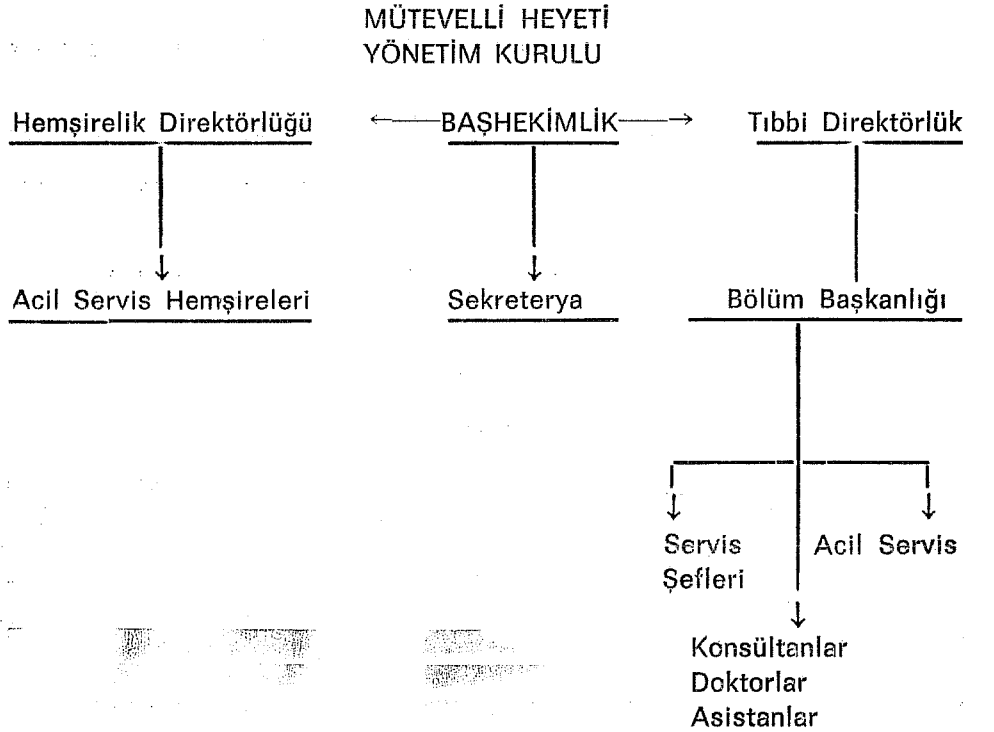 MÜTEVELLİ HEYETİ
YÖNETİM KURULU
Hemşirelik Direktörlüğü ←BAŞHEKİMLİK→ Tıbbi Direktörlük
Acil Servis Hemşireleri Sekreterya Bölüm Başkanlığı
Servis Acil Servis
Şefleri
Konsültanlar
Doktorlar
Asistanlar